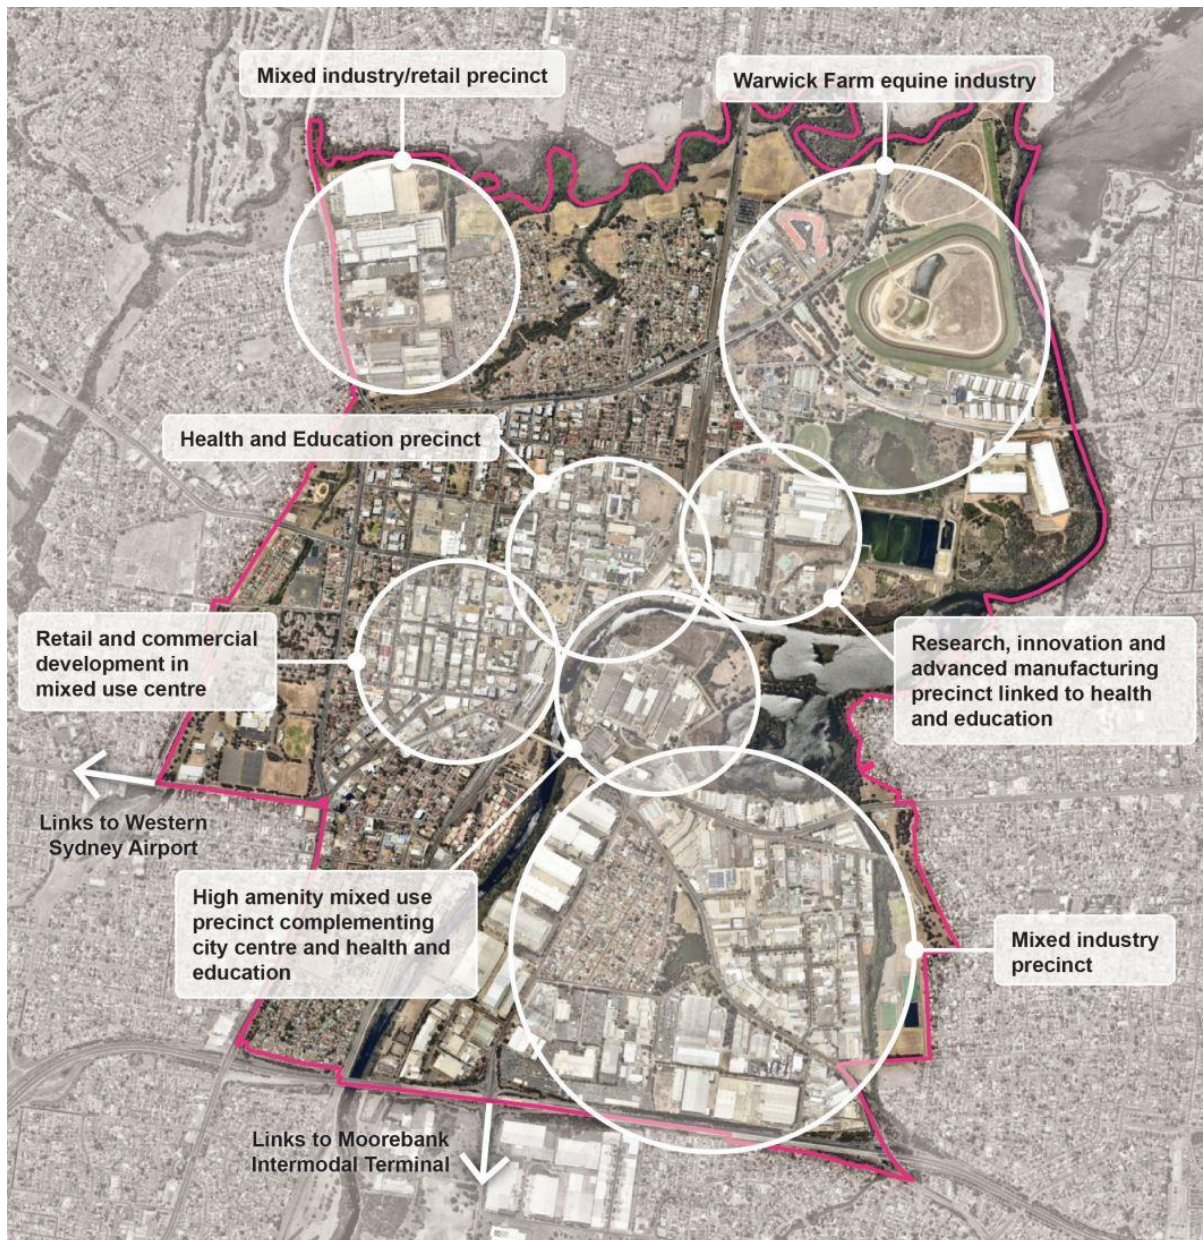 Mixed industry/retail precinct
Warwick Farm equine industry
Health and Education precinct
Retail and commercial
development in
mixed use centre
Research, innovation and
advanced manufacturing
precinct linked to health
and education
Links to Western
Sydney Airport
High amenity mixed use
precinct complementing
city centre and health and
education
Mixed industry
precinct
Links to Moorebank
Intermodal Terminal